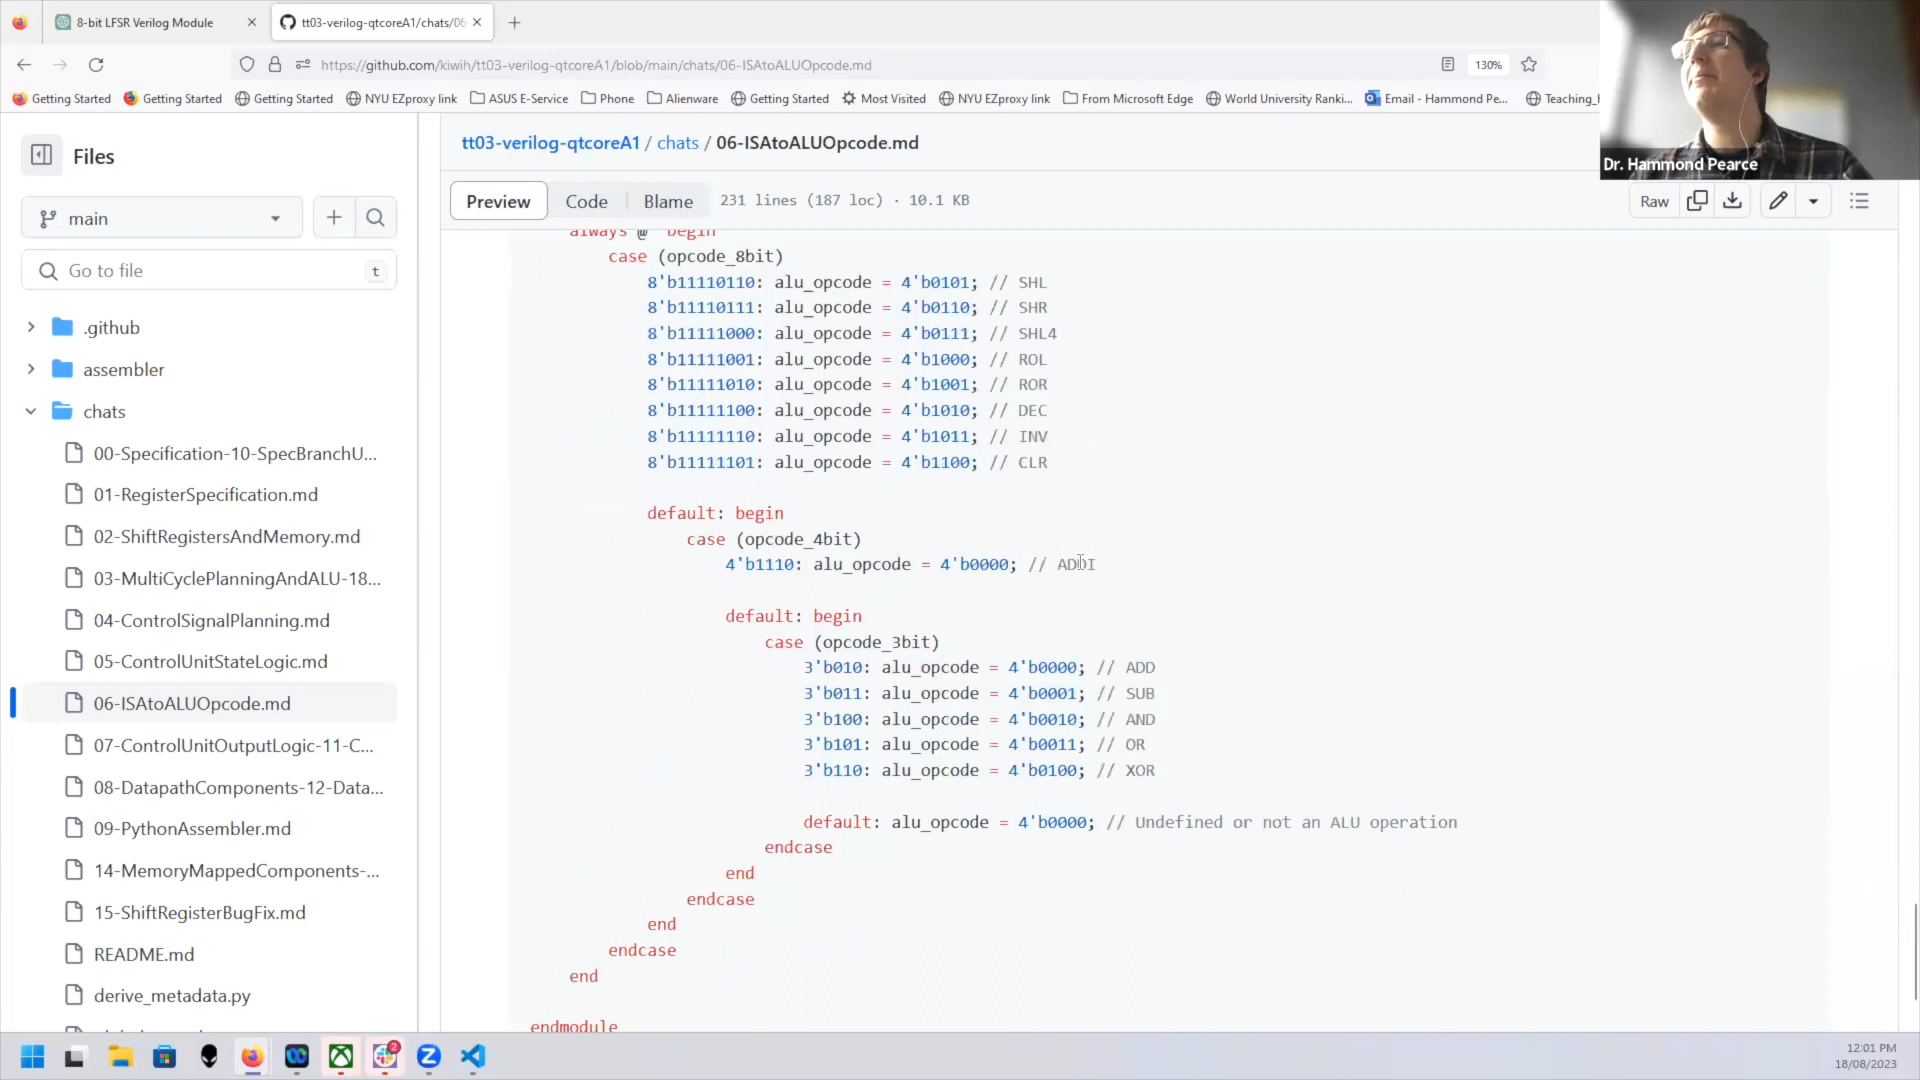 8-bit LFSR Verilog Module
tt03-verilog-qtcoreA1/chats/06
https://github.com/kiwih/tt03-verilog-qtcoreA1/blob/main/chats/06-ISAtoALUOpcode.md
130%
Getting Started
Getting Started
Getting Started
NYU EZproxy link
ASUS E-Service
Phone
Alienware
Getting Started
Most Visited
NYU EZproxy link
From Microsoft Edge
World University Ranki...
Email - Hammond Pe...
Teaching_
Dr. Hammond Pearce
Files
main
Go to file
t
.github
assembler
chats
00-Specification-10-SpecBranchU...
01-RegisterSpecification.md
02-ShiftRegistersAndMemory.md
03-MultiCyclePlanningAndALU-18...
04-ControlSignalPlanning.md
05-ControlUnitStateLogic.md
06-ISAtoALUOpcode.md
07-ControlUnitOutputLogic-11-C...
08-DatapathComponents-12-Data...
09-PythonAssembler.md
14-MemoryMappedComponents-...
15-ShiftRegisterBugFix.md
README.md
derive_metadata.py
tt03-verilog-qtcoreA1 / chats / 06-ISAtoALUOpcode.md
Preview
Code
Blame
231 lines (187 loc) · 10.1 KB
Raw
always @* begin
case (opcode_8bit)
8'b11110110: alu_opcode = 4'b0101; // SHL
8'b11110111: alu_opcode = 4'b0110; // SHR
8'b11111000: alu_opcode = 4'b0111; // SHL4
8'b11111001: alu_opcode = 4'b1000; // ROL
8'b11111010: alu_opcode = 4'b1001; // ROR
8'b11111100: alu_opcode = 4'b1010; // DEC
8'b11111110: alu_opcode = 4'b1011; // INV
8'b11111101: alu_opcode = 4'b1100; // CLR
default: begin
case (opcode_4bit)
4'b1110: alu_opcode = 4'b0000; // ADDI
default: begin
case (opcode_3bit)
3'b010: alu_opcode = 4'b0000; // ADD
3'b011: alu_opcode = 4'b0001; // SUB
3'b100: alu_opcode = 4'b0010; // AND
3'b101: alu_opcode = 4'b0011; // OR
3'b110: alu_opcode = 4'b0100; // XOR
default: alu_opcode = 4'b0000; // Undefined or not an ALU operation
endcase
end
endcase
end
endcase
end
endmodule
2
12:01 PM
18/08/2023